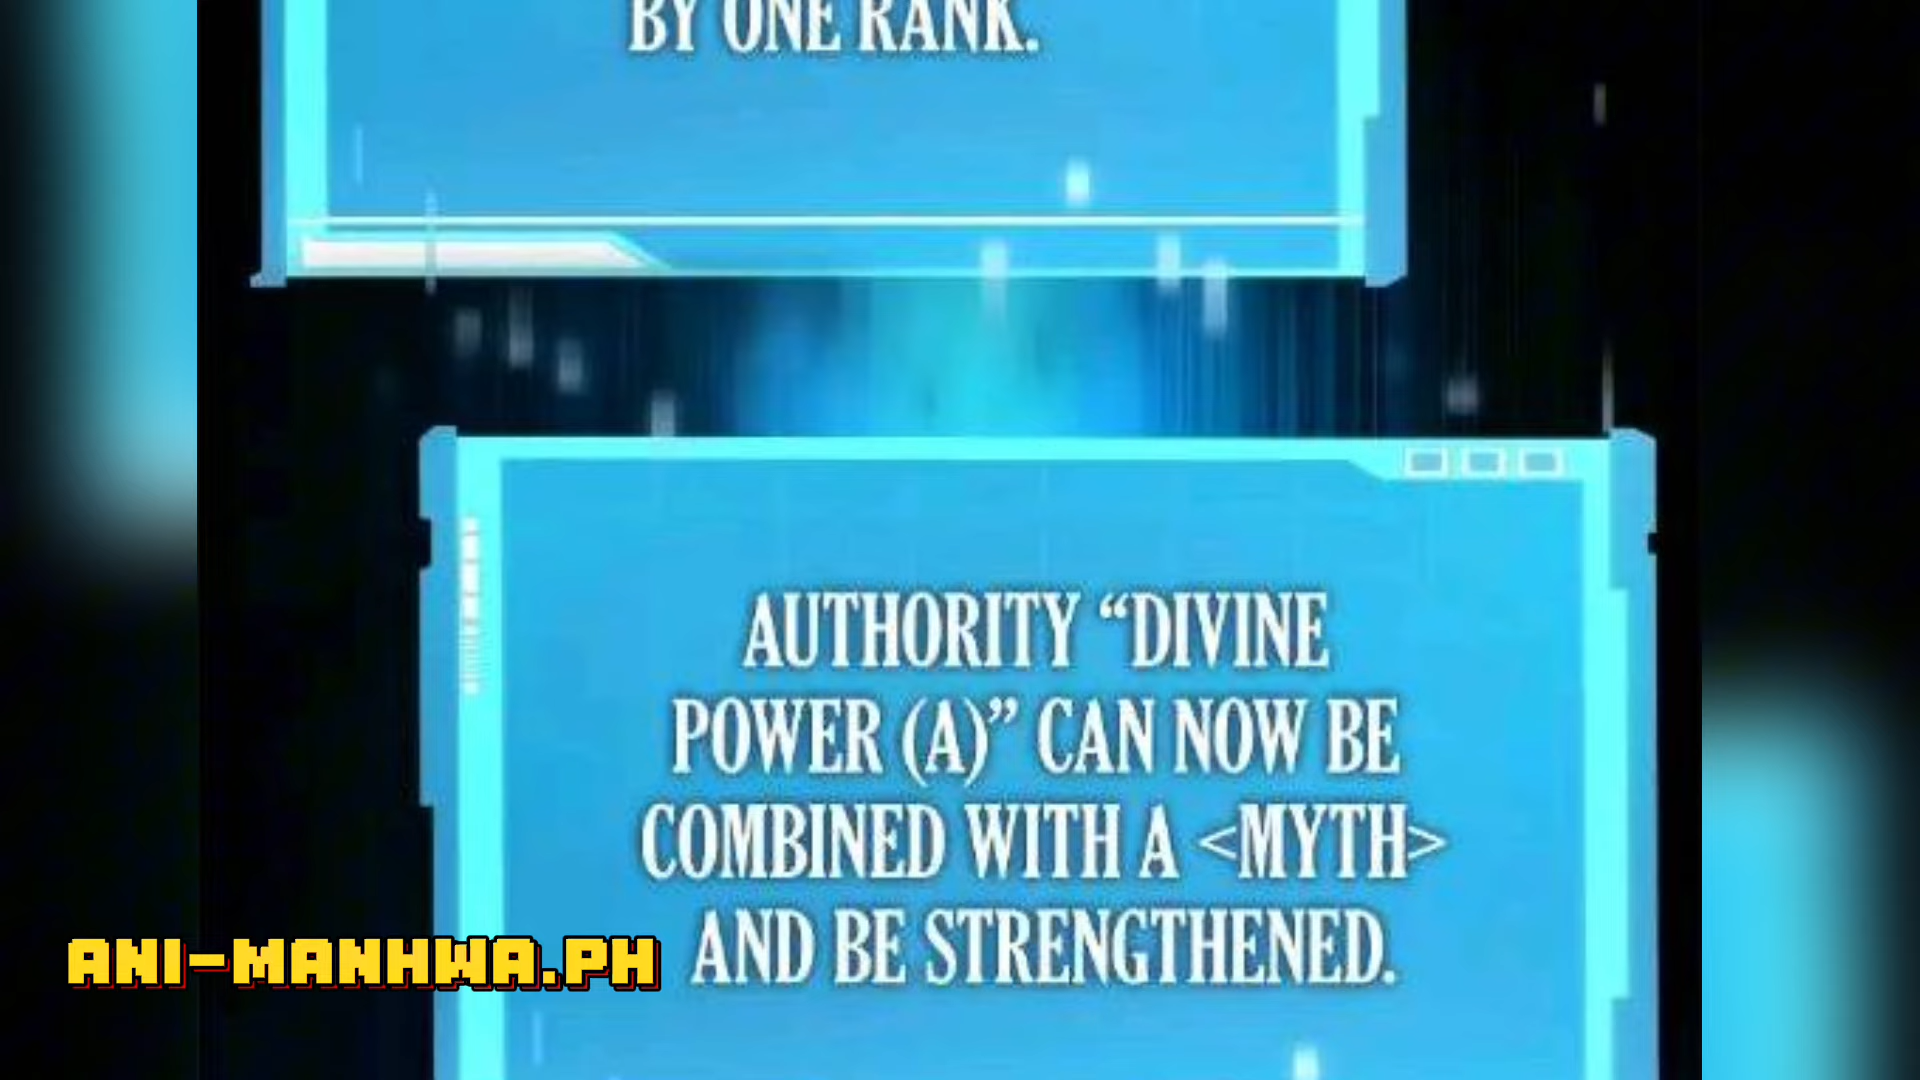 BY ONE RANK.
AUTHORITY “DIVINE
POWER (A)” CAN NOW BE
COMBINED WITH A <MYTH>
AND BE STRENGTHENED.
ANI-MANHWA.PH